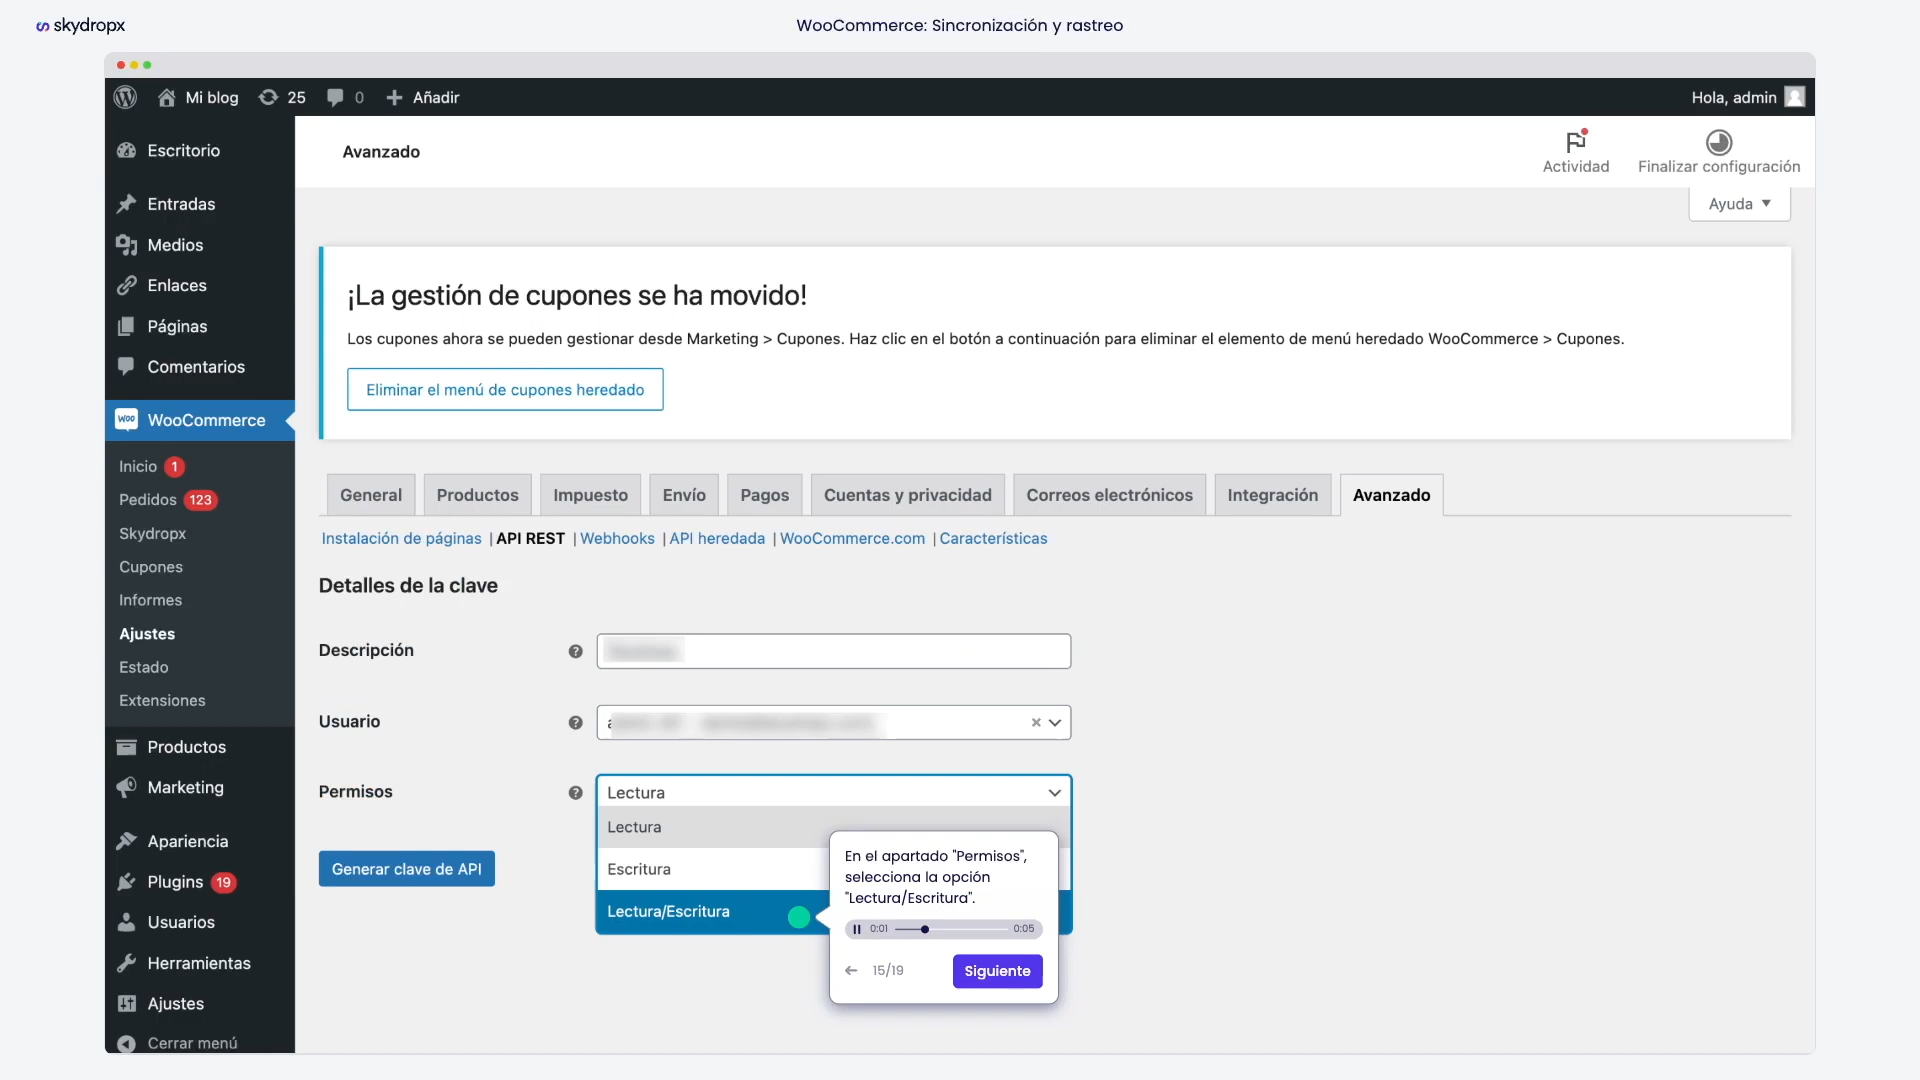 skydropx
WooCommerce: Sincronización y rastreo
Mi blog
25
0
Añadir
Hola, admin
Escritorio
Entradas
Medios
Enlaces
Páginas
Comentarios
Woo WooCommerce
Inicio 1
Pedidos 123
Skydropx
Cupones
Informes
Ajustes
Estado
Extensiones
Productos
Marketing
Apariencia
Plugins 19
Usuarios
Herramientas
Ajustes
Cerrar menú
Avanzado
Actividad
Finalizar configuración
Ayuda ▼
¡La gestión de cupones se ha movido!
Los cupones ahora se pueden gestionar desde Marketing > Cupones. Haz clic en el botón a continuación para eliminar el elemento de menú heredado WooCommerce > Cupones.
Eliminar el menú de cupones heredado
General Productos Impuesto Envío Pagos Cuentas y privacidad Correos electrónicos Integración Avanzado
Instalación de páginas | API REST | Webhooks | API heredada | WooCommerce.com | Características
Detalles de la clave
Descripción ?
Usuario ?
Permisos ?
Lectura
Lectura
Escritura
Lectura/Escritura
Generar clave de API
En el apartado "Permisos",
selecciona la opción
"Lectura/Escritura".
0:01 0:05
← 15/19 Siguiente